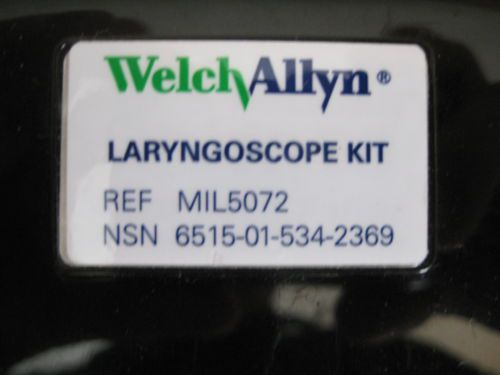 WelchAllyn®
LARYNGOSCOPE KIT
REF MIL5072
NSN 6515-01-534-2369